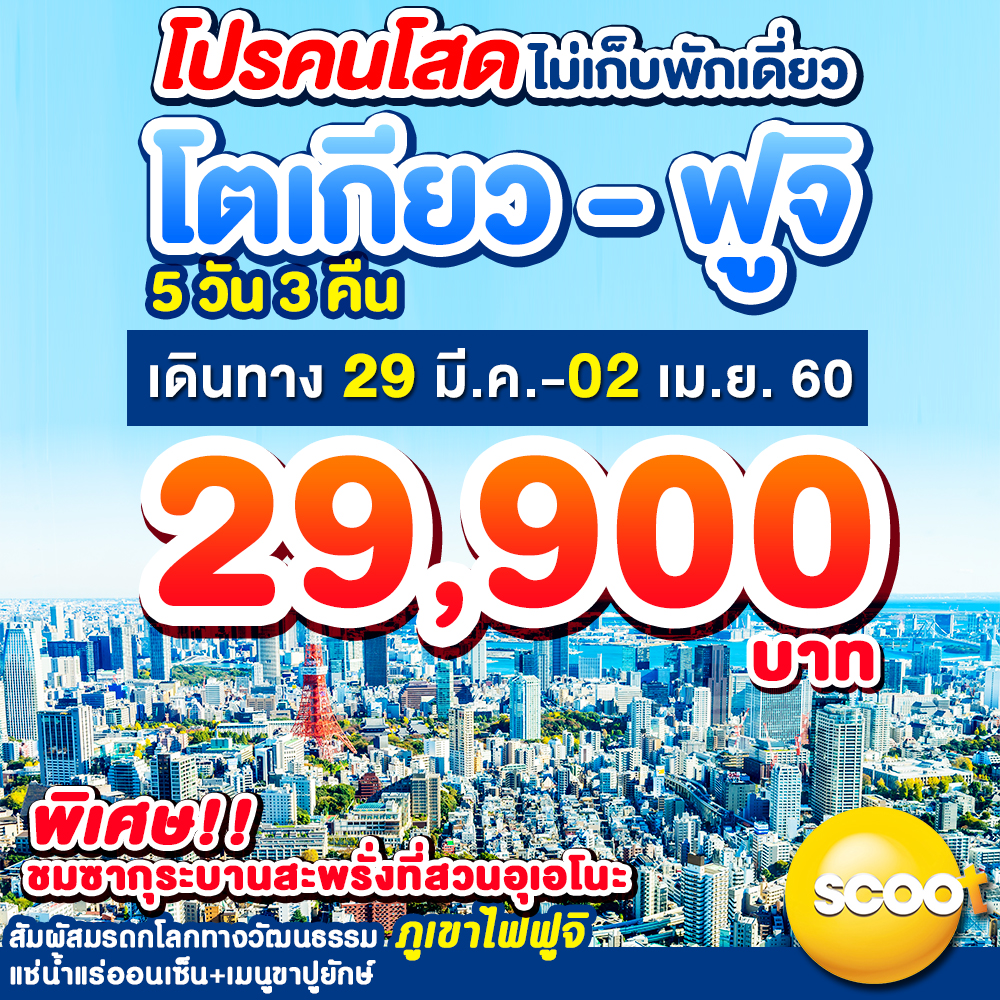 โปรคนโสด ไม่เก็บพักเดี่ยว
โตเกียว - ฟูจิ
5 วัน 3 คืน
เดินทาง 29 มี.ค.-02 เม.ย. 60
29,900
บาท
พิเศษ!!
ชมซากุระบานสะพรั่งที่สวนอุเอโนะ
สัมผัสมรดกโลกทางวัฒนธรรม ภูเขาไฟฟูจิ
แช่น้ำแร่ออนเซ็น+เมนูขาปูยักษ์
scoot